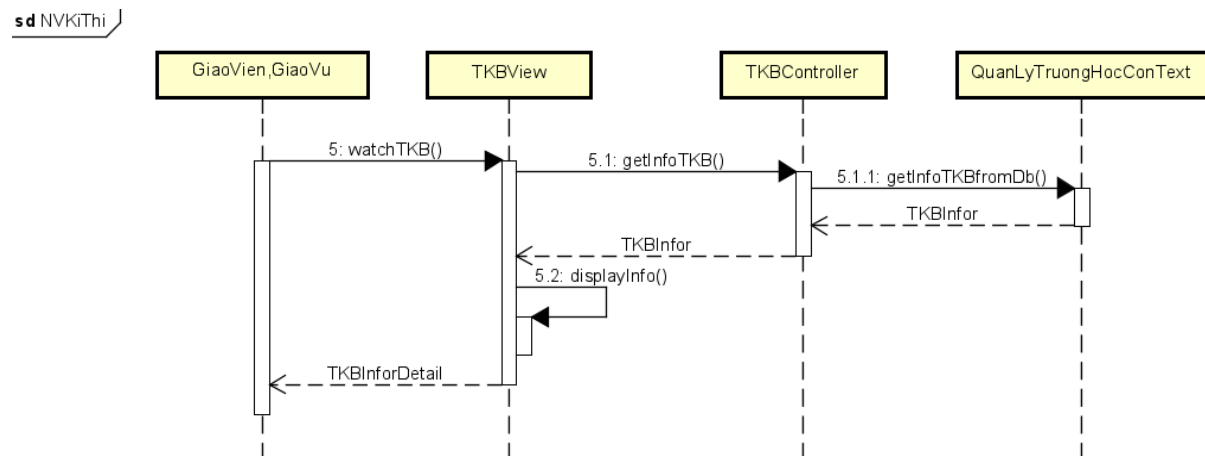 sd NVKiThi
GiaoVien,GiaoVu
TKBView
TKBController
QuanLyTruongHocConText
5: watchTKB()
5.1: getInfoTKB()
5.1.1: getInfoTKBfromDb()
TKBInfor
TKBInfor
5.2: displayInfo()
TKBInforDetail